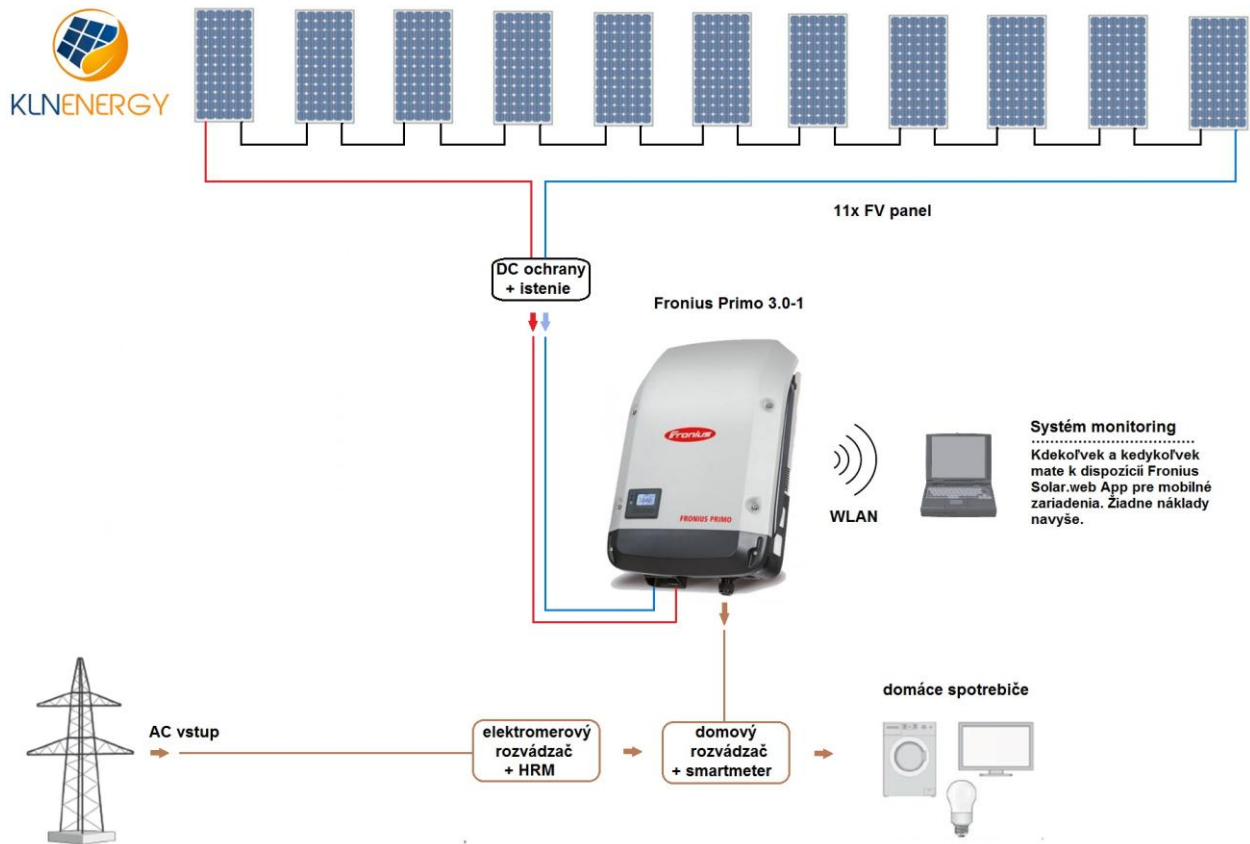 KLNENERGY
11x FV panel
DC ochrany
+ istenie
Fronius Primo 3.0-1
Fronius
FRONIUS PRIMO
WLAN
Systém monitoring
Kdekoľvek a kedykoľvek
mate k dispozícií Fronius
Solar.web App pre mobilné
zariadenia. Žiadne náklady
navyše.
AC vstup
elektromerový
rozvádzač
+ HRM
domový
rozvádzač
+ smartmeter
domáce spotrebiče